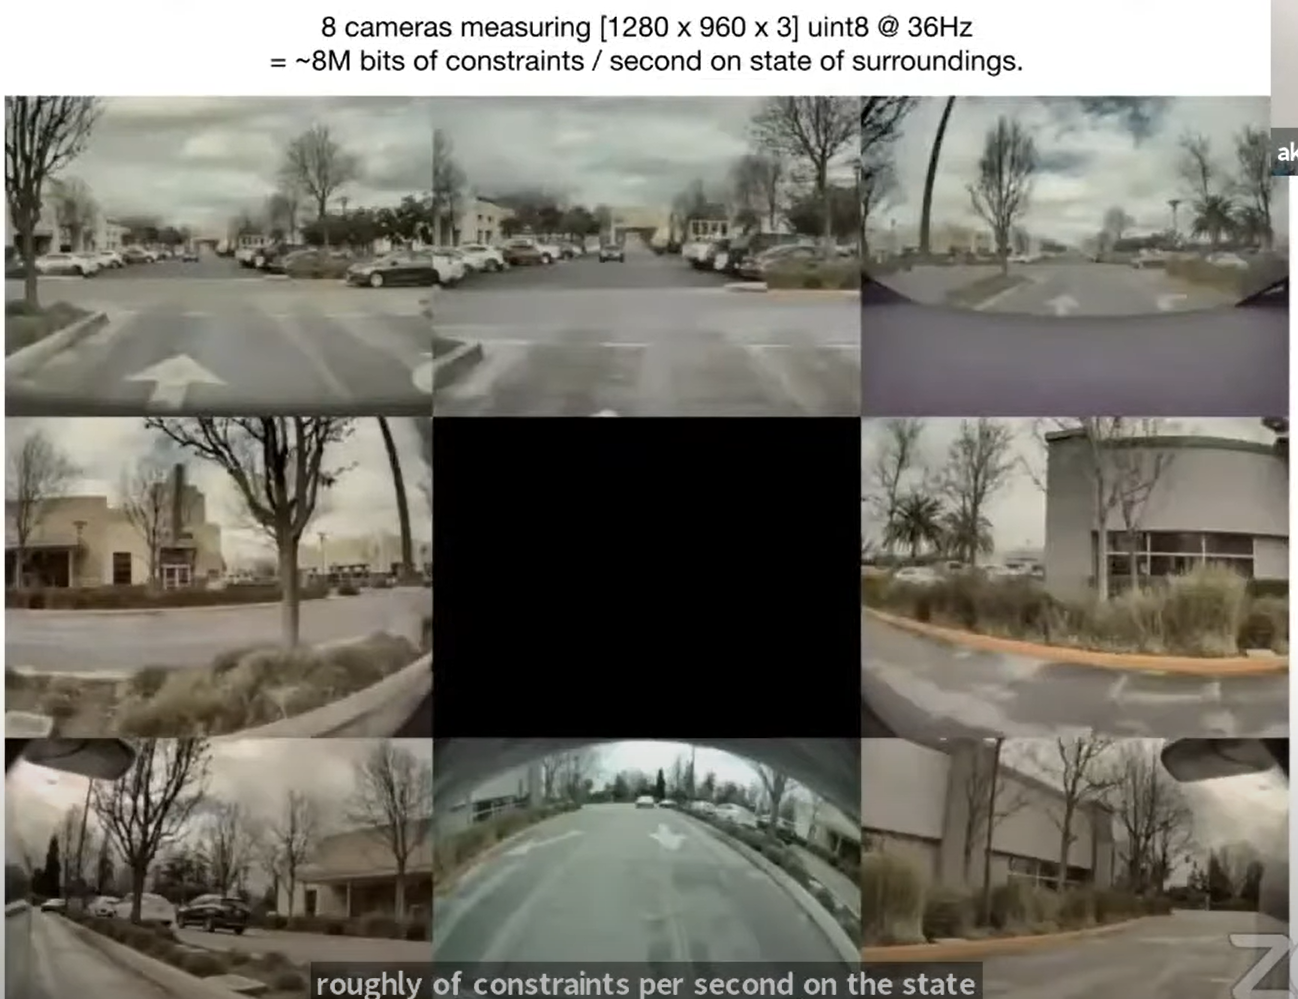 8 cameras measuring [1280 x 960 x 3] uint8 @ 36Hz
= ~8M bits of constraints / second on state of surroundings.
ak
roughly of constraints per second on the state